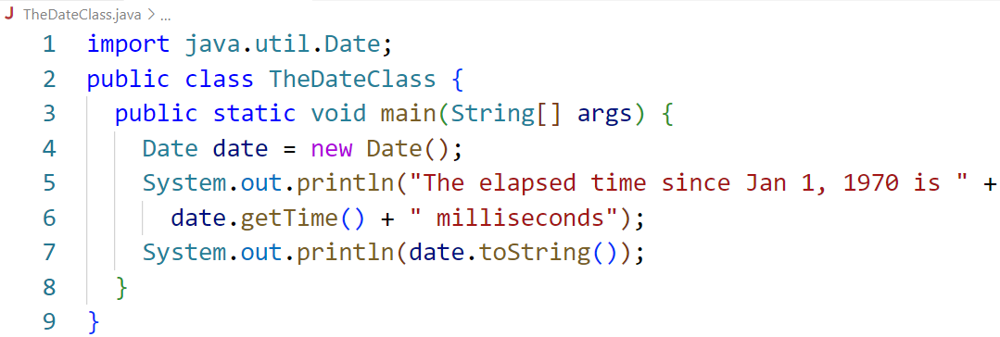 J TheDateClass.java > ...
1 import java.util.Date;
2 public class TheDateClass {
3 public static void main(String[] args) {
4 Date date = new Date();
5 System.out.println("The elapsed time since Jan 1, 1970 is " +
6 date.getTime() + " milliseconds");
7 System.out.println(date.toString());
8 }
9 }